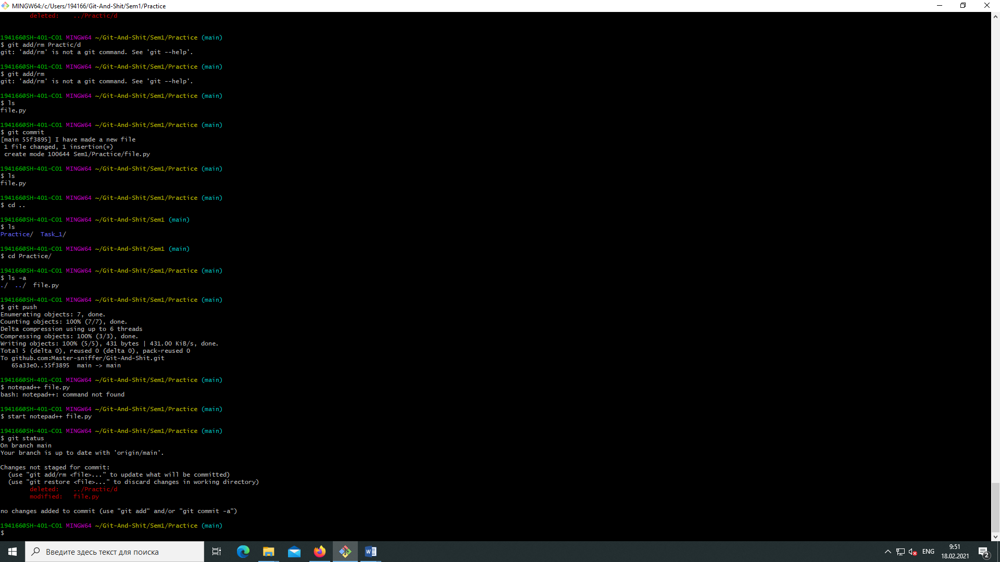 MINGW64:/c/Users/194166/Git-And-Shit/Sem1/Practice
deleted:    ../Practic/d
194166@SH-401-C01 MINGW64 ~/Git-And-Shit/Sem1/Practice (main)
$ git add/rm Practic/d
git: 'add/rm' is not a git command. See 'git --help'.
194166@SH-401-C01 MINGW64 ~/Git-And-Shit/Sem1/Practice (main)
$ git add/rm
git: 'add/rm' is not a git command. See 'git --help'.
194166@SH-401-C01 MINGW64 ~/Git-And-Shit/Sem1/Practice (main)
$ ls
file.py
194166@SH-401-C01 MINGW64 ~/Git-And-Shit/Sem1/Practice (main)
$ git commit
[main 55f3895] I have made a new file
1 file changed, 1 insertion(+)
create mode 100644 Sem1/Practice/file.py
194166@SH-401-C01 MINGW64 ~/Git-And-Shit/Sem1/Practice (main)
$ ls
file.py
194166@SH-401-C01 MINGW64 ~/Git-And-Shit/Sem1/Practice (main)
$ cd ..
194166@SH-401-C01 MINGW64 ~/Git-And-Shit/Sem1 (main)
$ ls
Practice/  Task_1/
194166@SH-401-C01 MINGW64 ~/Git-And-Shit/Sem1 (main)
$ cd Practice/
194166@SH-401-C01 MINGW64 ~/Git-And-Shit/Sem1/Practice (main)
$ ls -a
./  ../  file.py
194166@SH-401-C01 MINGW64 ~/Git-And-Shit/Sem1/Practice (main)
$ git push
Enumerating objects: 7, done.
Counting objects: 100% (7/7), done.
Delta compression using up to 6 threads
Compressing objects: 100% (3/3), done.
Writing objects: 100% (5/5), 431 bytes | 431.00 KiB/s, done.
Total 5 (delta 0), reused 0 (delta 0), pack-reused 0
To github.com:Master-sniffer/Git-And-Shit.git
65a33e0..55f3895  main -> main
194166@SH-401-C01 MINGW64 ~/Git-And-Shit/Sem1/Practice (main)
$ notepad++ file.py
bash: notepad++: command not found
194166@SH-401-C01 MINGW64 ~/Git-And-Shit/Sem1/Practice (main)
$ start notepad++ file.py
194166@SH-401-C01 MINGW64 ~/Git-And-Shit/Sem1/Practice (main)
$ git status
On branch main
Your branch is up to date with 'origin/main'.
Changes not staged for commit:
(use "git add/rm <file>..." to update what will be committed)
(use "git restore <file>..." to discard changes in working directory)
deleted:    ../Practic/d
modified:   file.py
no changes added to commit (use "git add" and/or "git commit -a")
194166@SH-401-C01 MINGW64 ~/Git-And-Shit/Sem1/Practice (main)
$
Введите здесь текст для поиска
ENG
9:51
18.02.2021
2